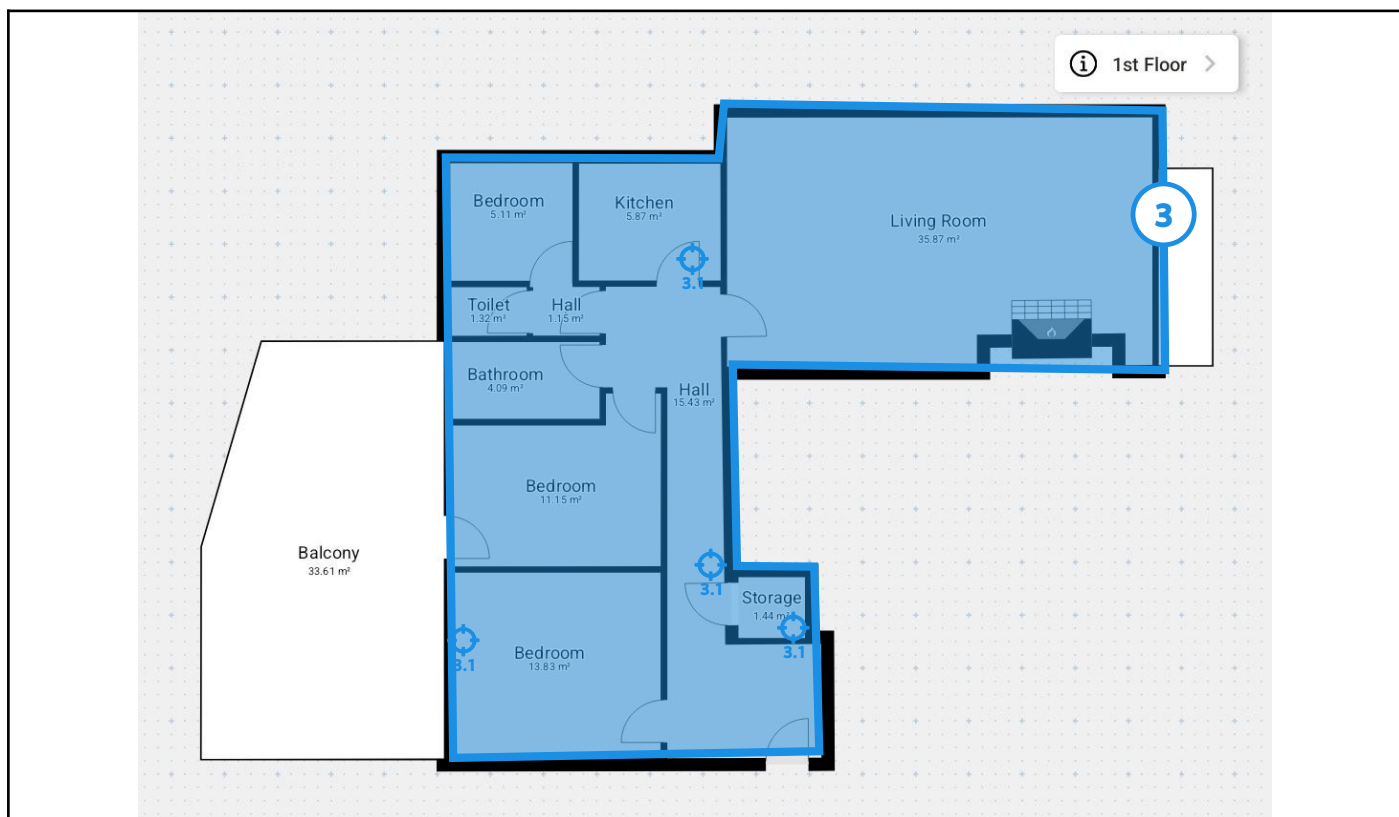 1st Floor
Bedroom
5.11 m²
Kitchen
5.87 m²
Living Room
35.87 m²
3
3.1
Toilet
1.32 m²
Hall
1.15 m²
Bathroom
4.09 m²
Hall
15.43 m²
Bedroom
11.15 m²
Balcony
33.61 m²
3.1
Storage
1.44 m²
3.1
Bedroom
13.83 m²
3.1